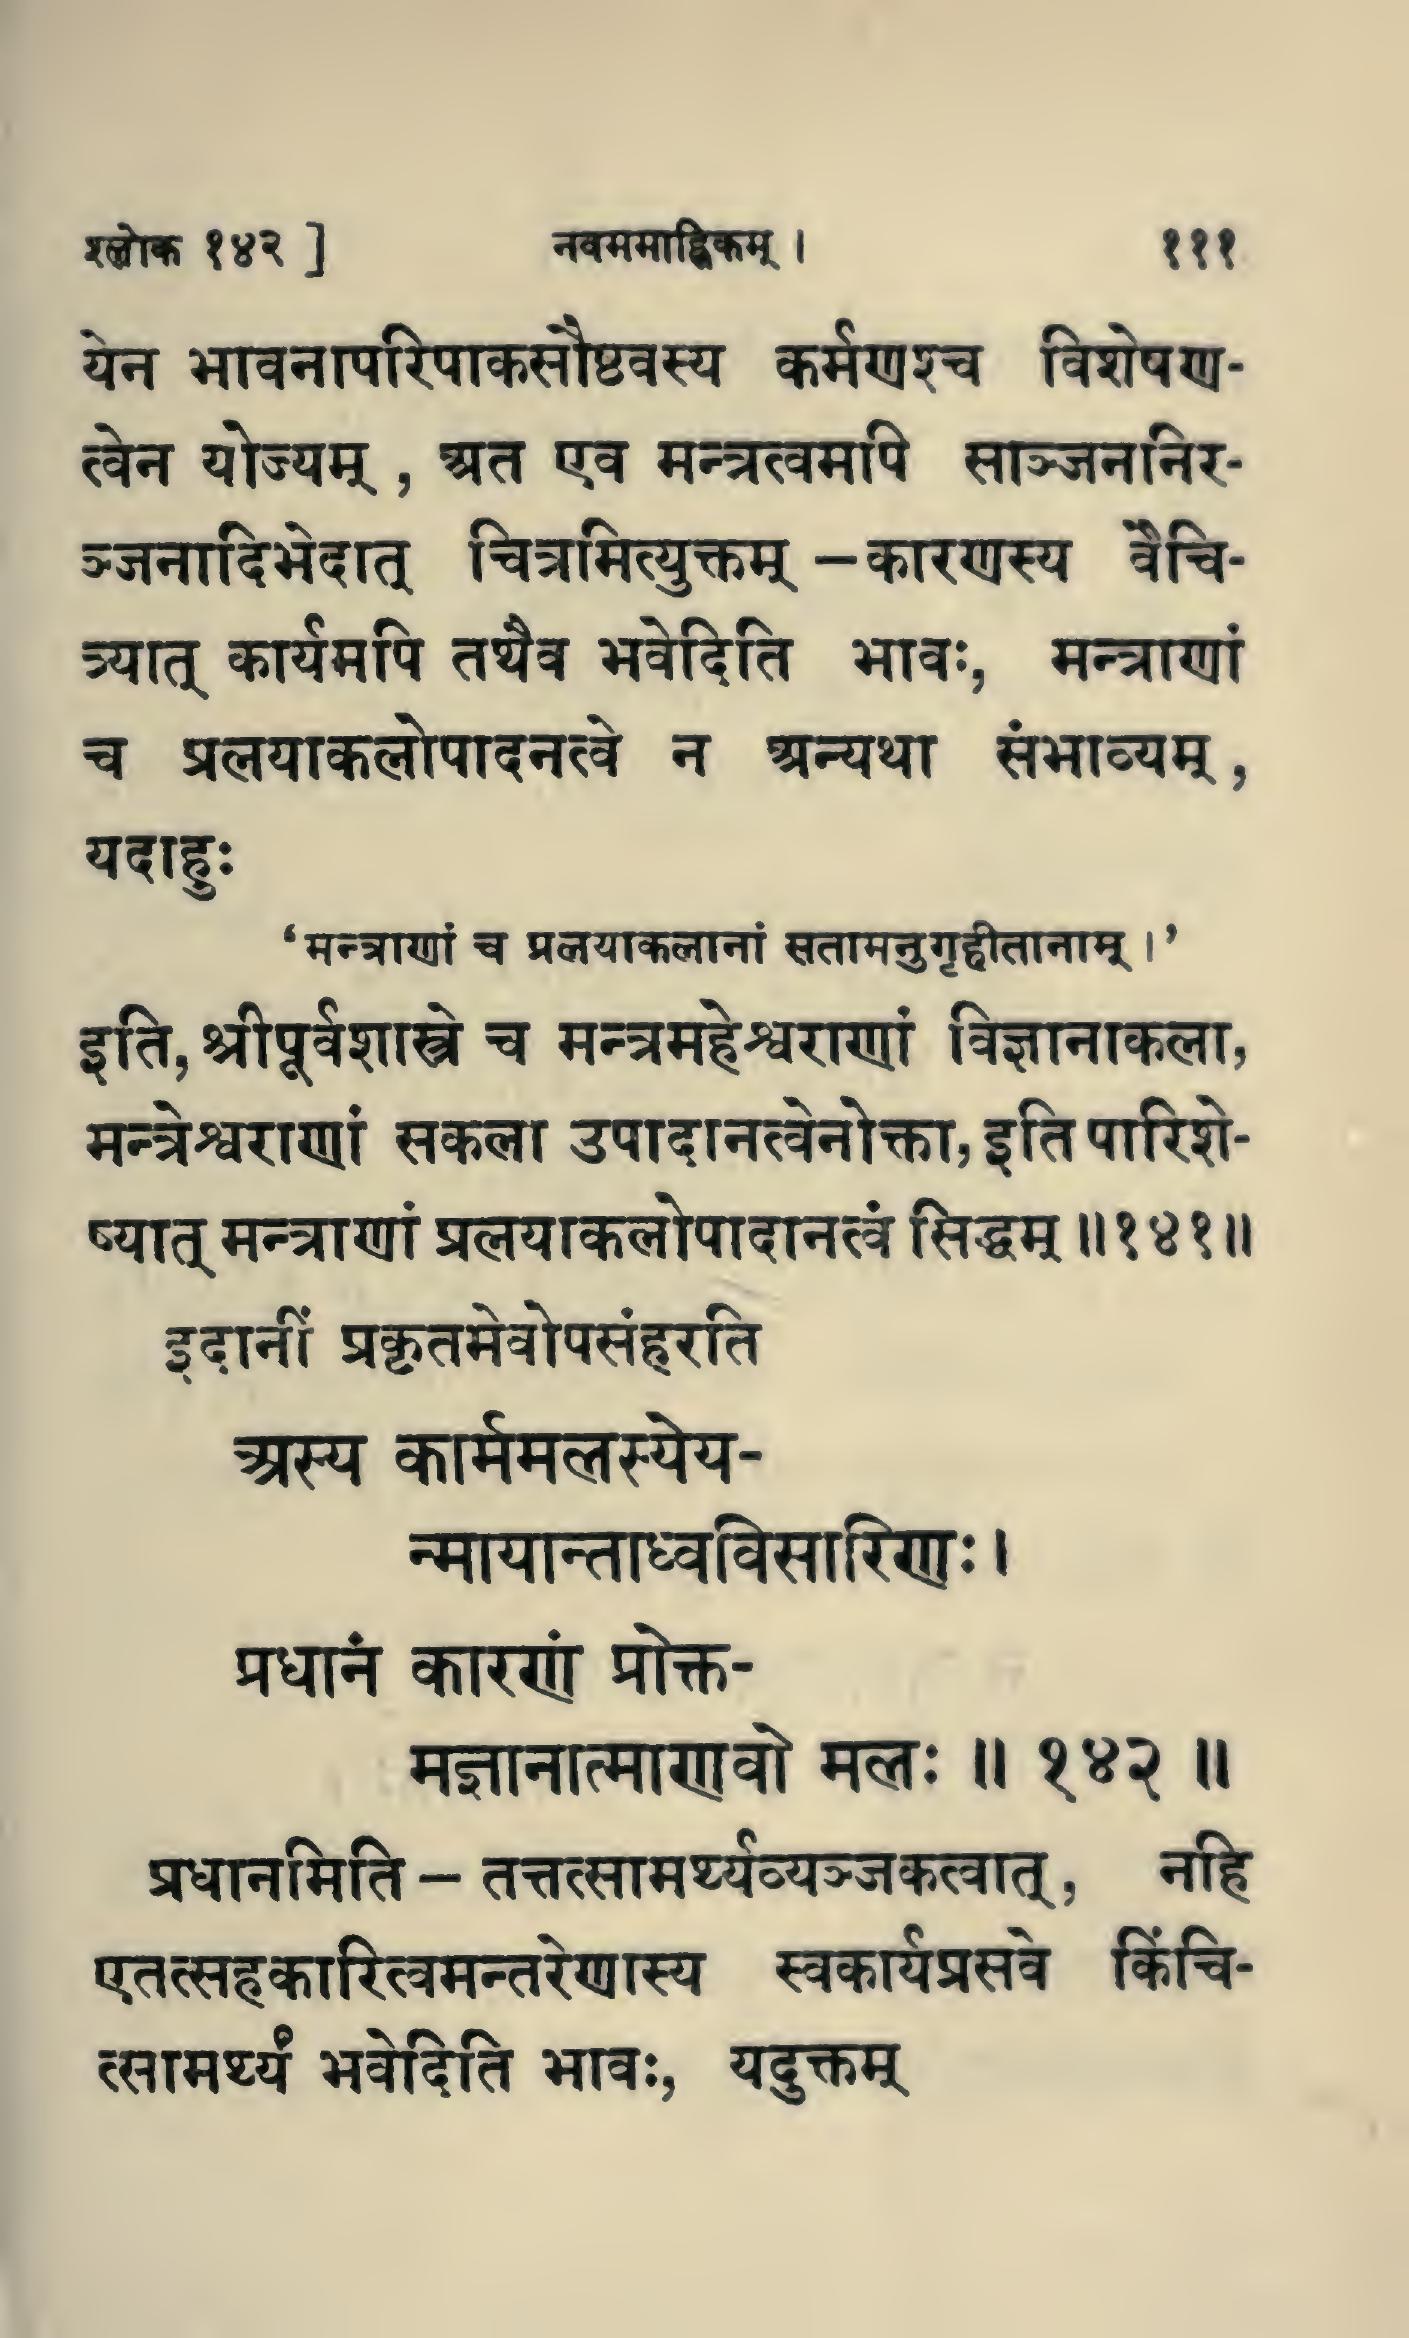 श्लोक १४२ ] नवममाह्निकम् । १११
येन भावनापरिपाकसौष्ठवस्य कर्मणश्च विशेषण-
त्वेन योज्यम् , अत एव मन्त्रत्वमपि साञ्जननिर-
ञ्जनादिभेदात् चित्रमित्युक्तम् –कारणस्य वैचि-
त्र्यात् कार्यमपि तथैव भवेदिति भावः, मन्त्राणां
च प्रलयाकलोपादनत्वे न अन्यथा संभाव्यम् ,
यदाहुः
‘मन्त्राणां च प्रलयाकलानां सतामनुगृहीतानाम् ।’
इति, श्रीपूर्वशास्त्रे च मन्त्रमहेश्वराणां विज्ञानाकला,
मन्त्रेश्वराणां सकला उपादानत्वेनोक्ता, इति पारिशे-
ष्यात् मन्त्राणां प्रलयाकलोपादानत्वं सिद्धम् ॥१४१॥
इदानीं प्रकृतमेवोपसंहरति
अस्य कार्ममलस्येय-
न्मायान्ताध्वविसारिणः ।
प्रधानं कारणं प्रोक्त-
मज्ञानात्माणवो मलः ॥ १४२ ॥
प्रधानमिति – तत्तत्सामर्थ्यव्यञ्जकत्वात् , नहि
एतत्सहकारित्वमन्तरेणास्य स्वकार्यप्रसवे किंचि-
त्सामर्थ्यं भवेदिति भावः, यदुक्तम्